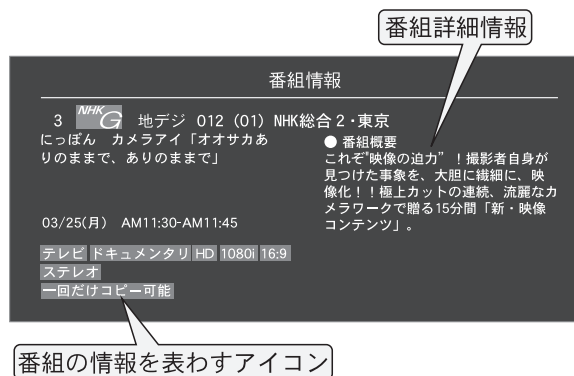 番組詳細情報
番組情報
3 NHK G 地デジ 012 (01) NHK総合2・東京
にっぽん カメラアイ「オオサカあ
りのままで、ありのままで」
● 番組概要
これぞ"映像の迫力"！撮影者自身が
見つけた事象を、大胆に繊細に、映
像化！！極上カットの連続、流麗なカ
メラワークで贈る15分間「新・映像
コンテンツ」。
03/25(月) AM11:30-AM11:45
テレビ ドキュメンタリ HD 1080i 16:9
ステレオ
一回だけコピー可能
番組の情報を表わすアイコン